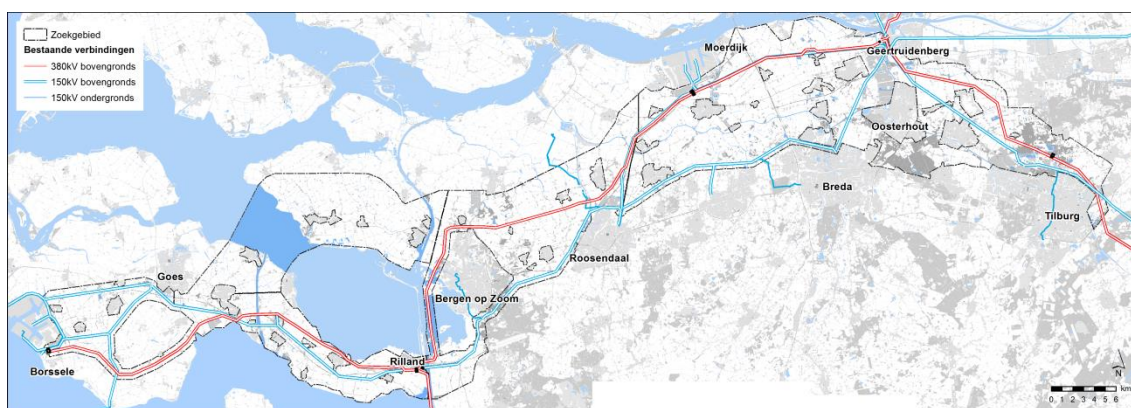 Zoekgebied
Bestaande verbindingen
380kV bovengronds
150kV bovengronds
150kV ondergronds
Moerdijk
Geertruidenberg
Oosterhout
Breda
Tilburg
Goes
Roosendaal
Bergen op Zoom
Rilland
Borssele
N
km
0 1 2 3 4 5 6